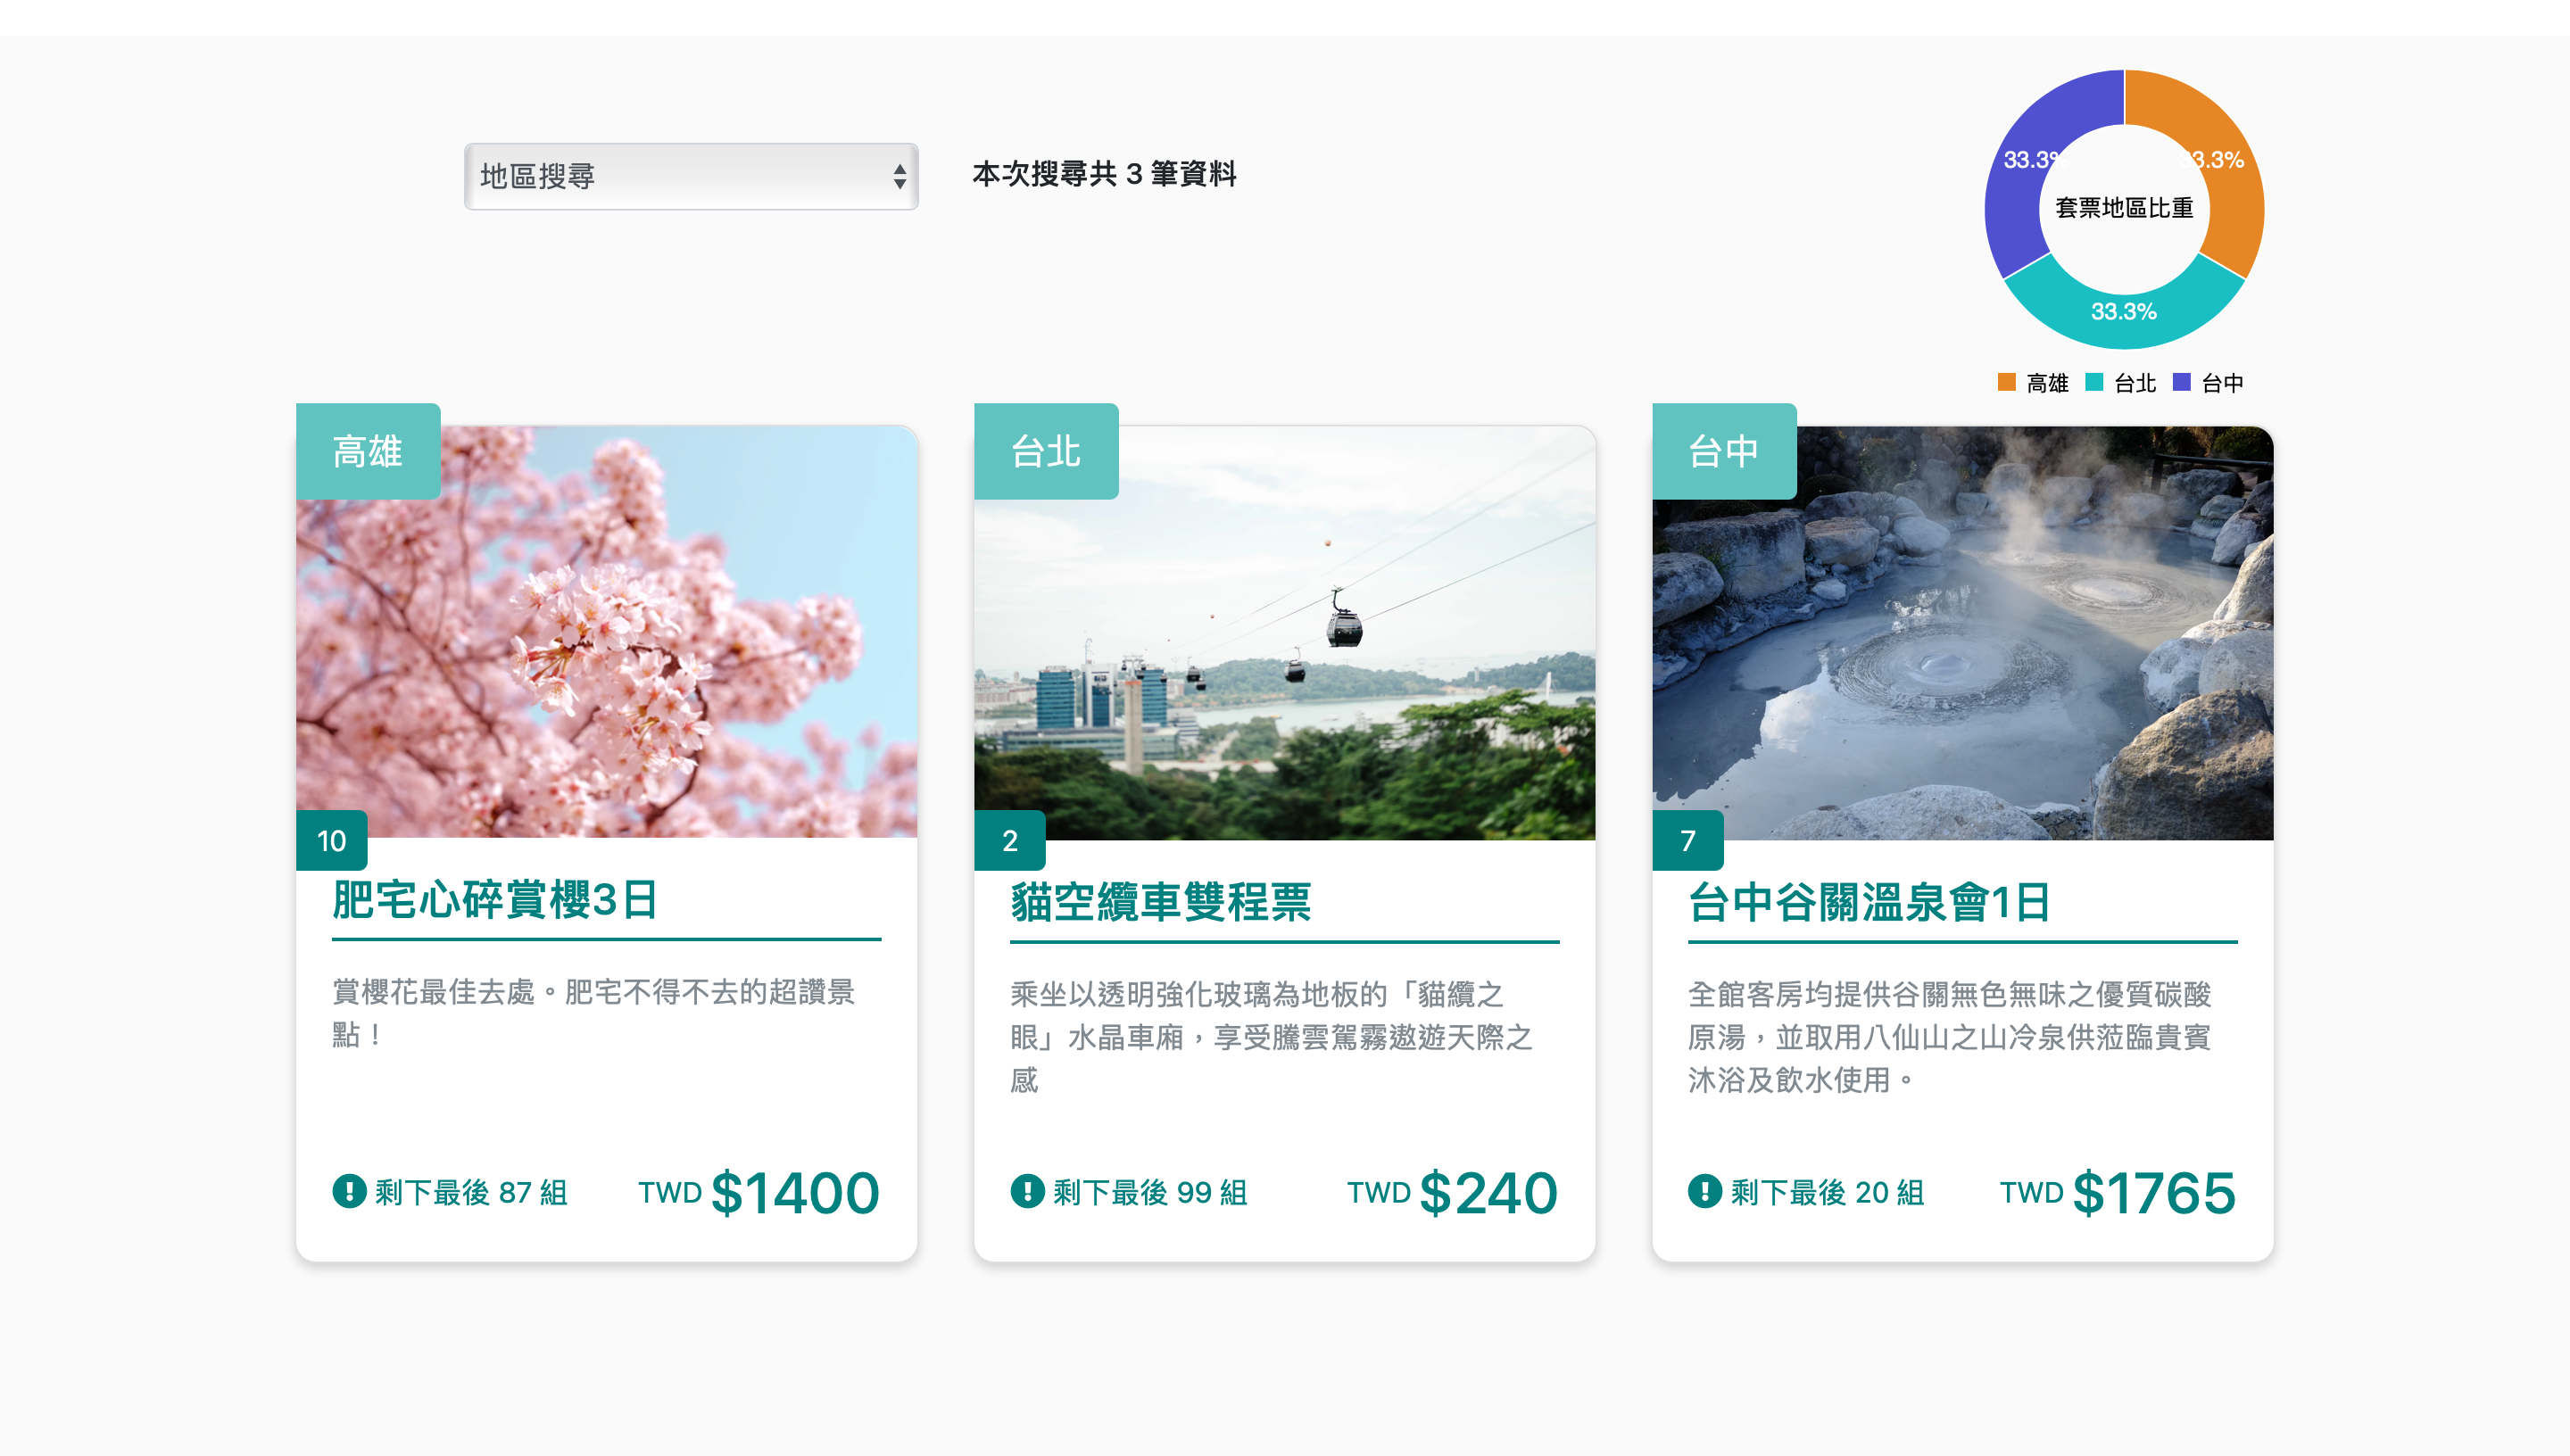 地區搜尋
本次搜尋共 3 筆資料
33.3%
3.3%
套票地區比重
33.3%
高雄 台北 台中
高雄
10
肥宅心碎賞櫻3日
賞櫻花最佳去處。肥宅不得不去的超讚景
點！
剩下最後 87 組 TWD $1400
台北
2
貓空纜車雙程票
乘坐以透明強化玻璃為地板的「貓纜之
眼」水晶車廂，享受騰雲駕霧遨遊天際之
感
剩下最後 99 組 TWD $240
台中
7
台中谷關溫泉會1日
全館客房均提供谷關無色無味之優質碳酸
原湯，並取用八仙山之山冷泉供蒞臨貴賓
沐浴及飲水使用。
剩下最後 20 組 TWD $1765